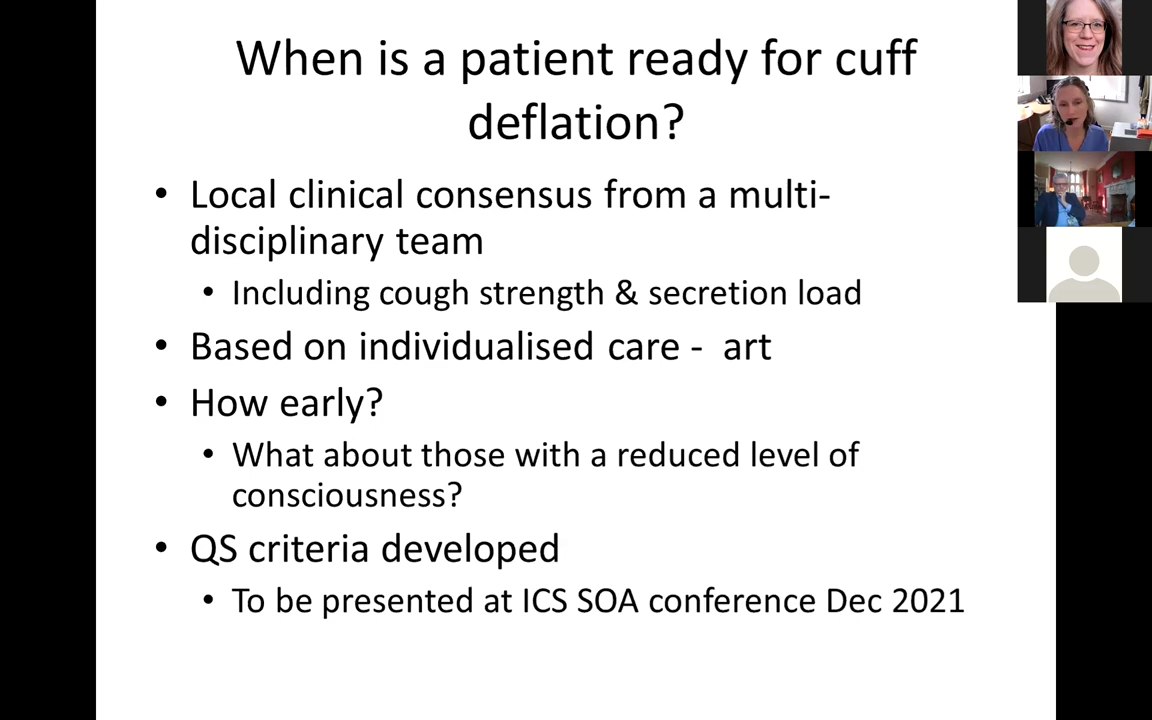 When is a patient ready for cuff
deflation?
• Local clinical consensus from a multi-
disciplinary team
• Including cough strength & secretion load
• Based on individualised care - art
• How early?
• What about those with a reduced level of
consciousness?
• QS criteria developed
• To be presented at ICS SOA conference Dec 2021